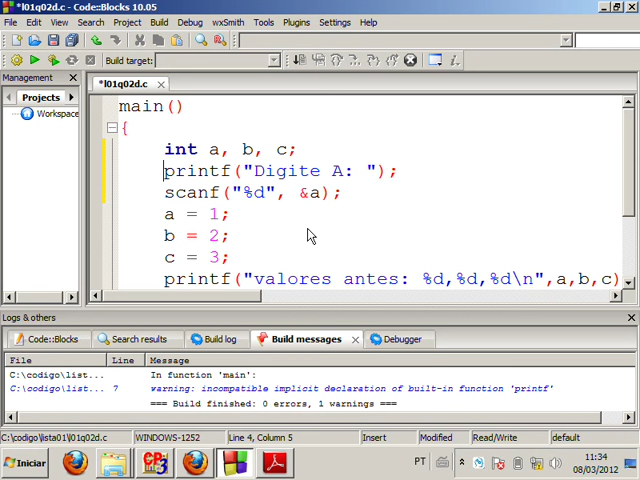 *l01q02d.c - Code::Blocks 10.05
File Edit View Search Project Build Debug wxSmith Tools Plugins Settings Help
Build target:
Management
Projects
Workspace
*l01q02d.c
main()
{
int a, b, c;
printf("Digite A: ");
scanf("%d", &a);
a = 1;
b = 2;
c = 3;
printf("valores antes: %d,%d,%d\n",a,b,c)
Logs & others
Code::Blocks Search results Build log Build messages Debugger
File Line Message
C:\codigo\list... In function 'main':
C:\codigo\list... 7 warning: incompatible implicit declaration of built-in function 'printf'
=== Build finished: 0 errors, 1 warnings ===
C:\codigo\lista01\l01q02d.c WINDOWS-1252 Line 4, Column 5 Insert Modified Read/Write default
Iniciar PT 11:34
08/03/2012